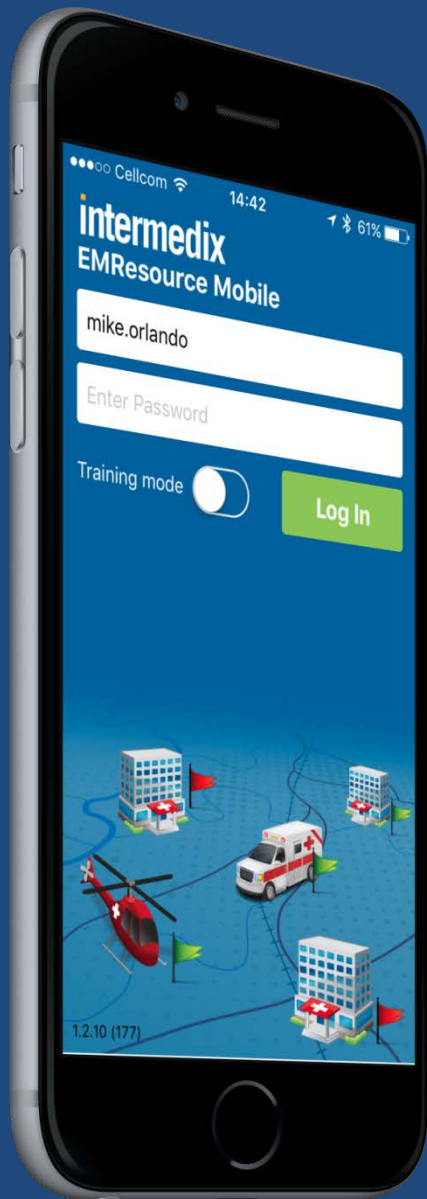 ●●●○○ Cellcom 14:42 61%
intermedix
EMResource Mobile
mike.orlando
Enter Password
Training mode
Log In
1.2.10 (177)